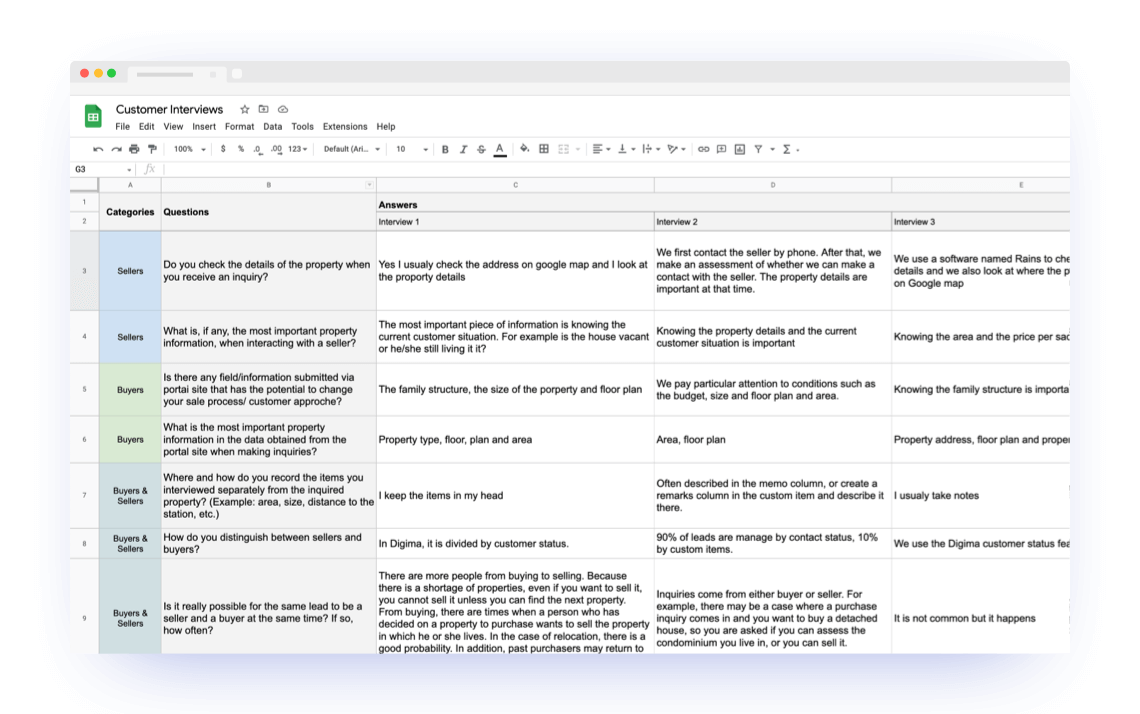 Customer Interviews
File Edit View Insert Format Data Tools Extensions Help
100% $ % .0 .00 123 Default (Ari... 10 B I S A
G3 fx
A B C D E
1 Answers
Categories Questions
2 Interview 1 Interview 2 Interview 3
3
Sellers
Do you check the details of the property when
you receive an inquiry?
Yes I usualy check the address on google map and I look at
the proporty details
We first contact the seller by phone. After that, we
make an assessment of whether we can make a
contact with the seller. The property details are
important at that time.
We use a software named Rains to che
details and we also look at where the p
on Google map
4
Sellers
What is, if any, the most important property
information, when interacting with a seller?
The most important piece of information is knowing the
current customer situation. For example is the house vacant
or he/she still living it it?
Knowing the property details and the current
customer situation is important
Knowing the area and the price per sac
5
Buyers
Is there any field/information submitted via
portai site that has the potential to change
your sale process/ customer approche?
The family structure, the size of the porperty and floor plan
We pay particular attention to conditions such as
the budget, size and floor plan and area.
Knowing the family structure is importa
6
Buyers
What is the most important property
information in the data obtained from the
portal site when making inquiries?
Property type, floor, plan and area
Area, floor plan
Property address, floor plan and prope
7
Buyers &
Sellers
Where and how do you record the items you
interviewed separately from the inquired
property? (Example: area, size, distance to the
station, etc.)
I keep the items in my head
Often described in the memo column, or create a
remarks column in the custom item and describe it
there.
I usualy take notes
8
Buyers &
Sellers
How do you distinguish between sellers and
buyers?
In Digima, it is divided by customer status.
90% of leads are manage by contact status, 10%
by custom items.
We use the Digima customer status fea
9
Buyers &
Sellers
Is it really possible for the same lead to be a
seller and a buyer at the same time? If so,
how often?
There are more people from buying to selling. Because
there is a shortage of properties, even if you want to sell it,
you cannot sell it unless you can find the next property.
From buying, there are times when a person who has
decided on a property to purchase wants to sell the property
in which he or she lives. In the case of relocation, there is a
good probability. In addition, past purchasers may return to
Inquiries come from either buyer or seller. For
example, there may be a case where a purchase
inquiry comes in and you want to buy a detached
house, so you are asked if you can assess the
condominium you live in, or you can sell it.
It is not common but it happens